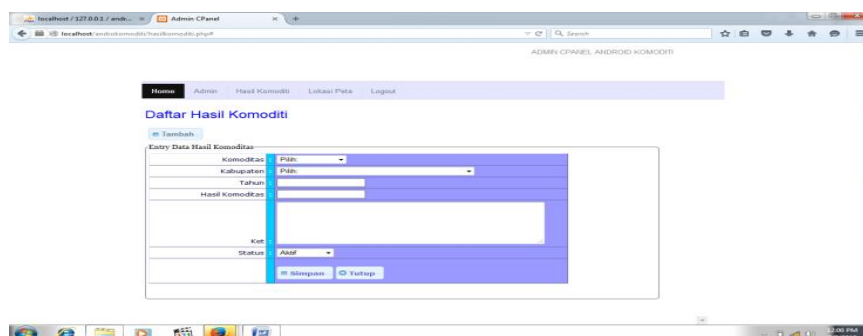 localhost / 127.0.0.1 / andr... × Admin CPanel × +
localhost/androkomoditi/hasilkomoditi.php# Search
ADMIN CPANEL ANDROID KOMODITI
Home Admin Hasil Komoditi Lokasi Peta Logout
Daftar Hasil Komoditi
Tambah
Entry Data Hasil Komoditas
Komoditas : Pilih:
Kabupaten : Pilih:
Tahun :
Hasil Komoditas :
Ket :
Status : Aktif
Simpan Tutup
12:00 PM